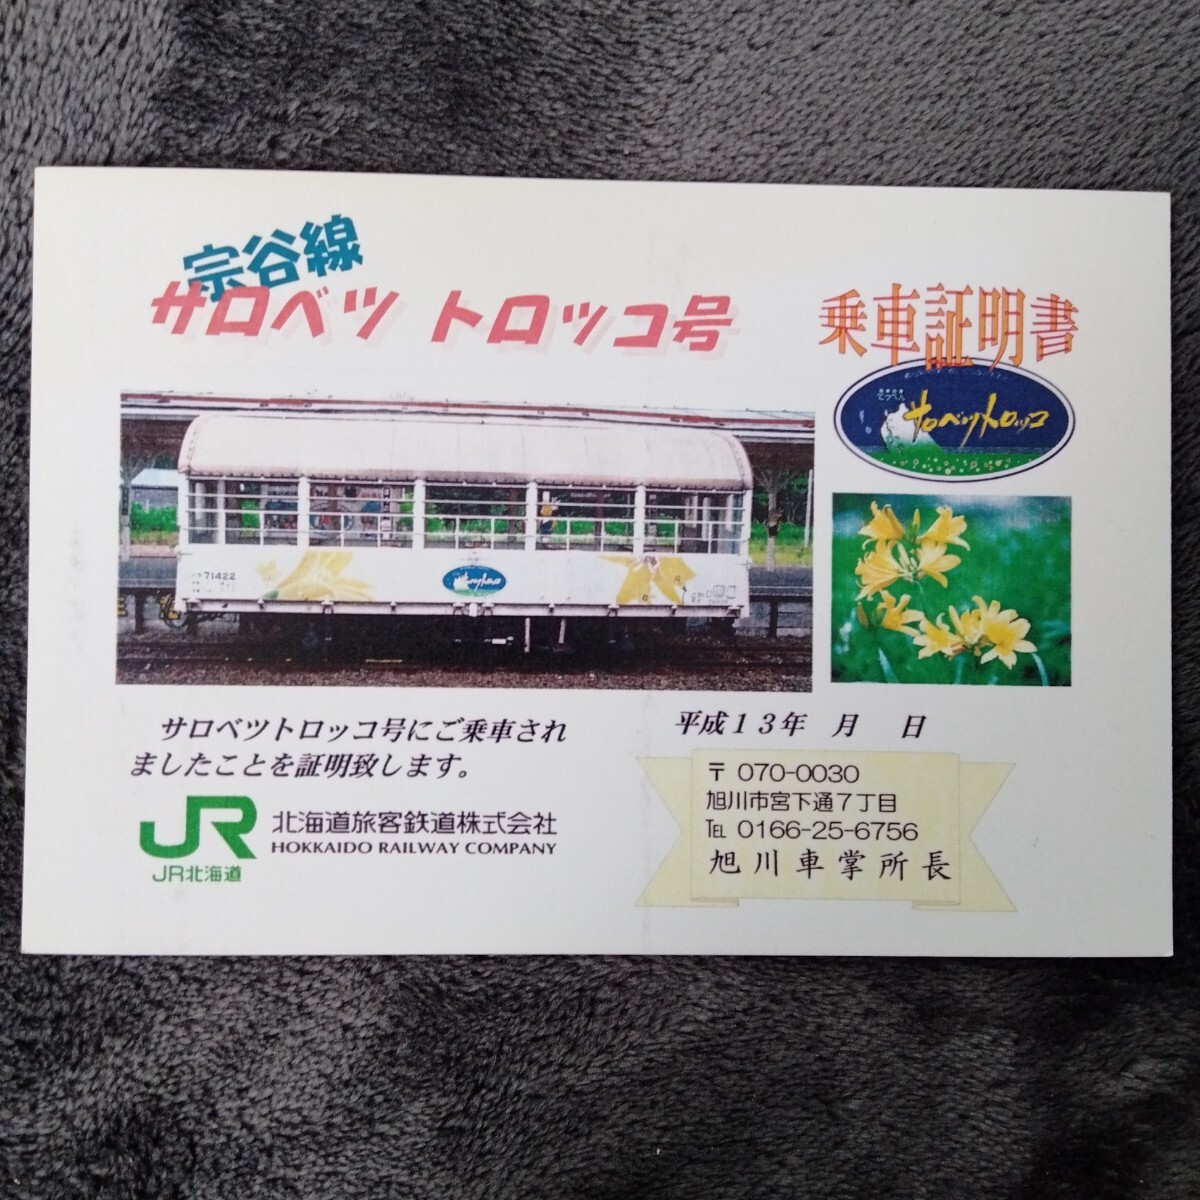 宗谷線
サロベツ トロッコ号
乗車証明書
てっぺん
サロベツトロッコ
71422
サロベツトロッコ号にご乗車され
ましたことを証明致します。
平成13年 月 日
〒 070-0030
旭川市宮下通7丁目
TEL 0166-25-6756
旭川車掌所長
JR
JR北海道
北海道旅客鉄道株式会社
HOKKAIDO RAILWAY COMPANY